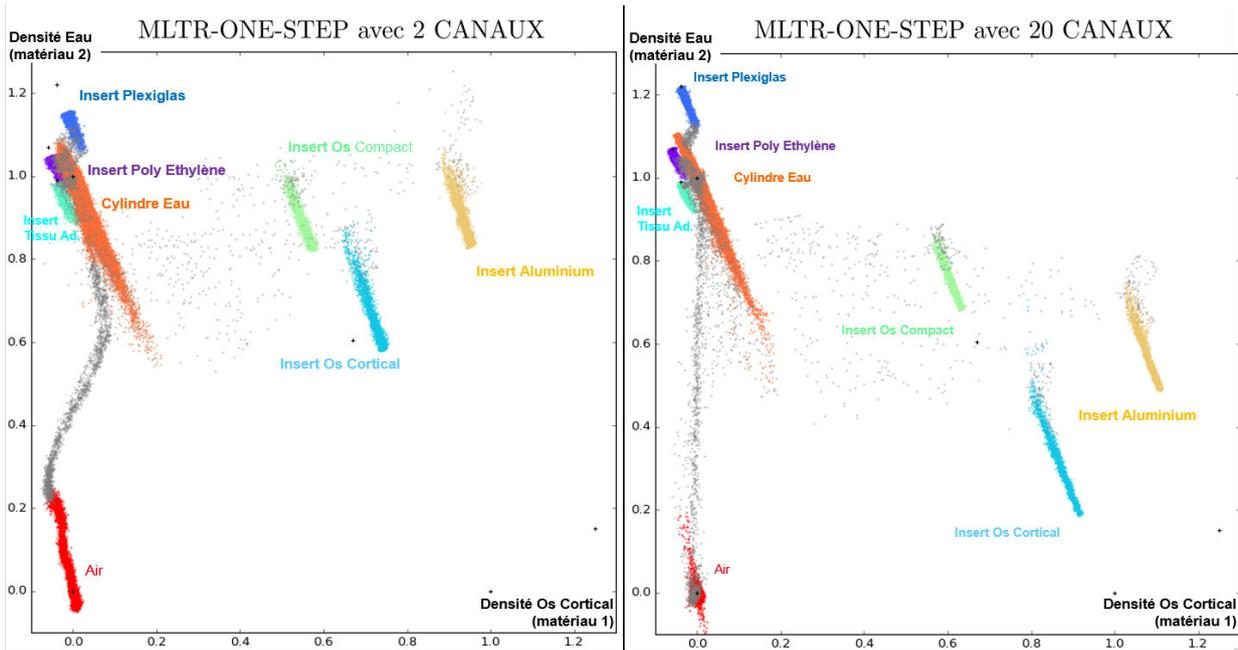 MLTR-ONE-STEP avec 2 CANAUX
Densité Eau
(matériau 2)
Insert Plexiglas
Insert Os Compact
Insert Poly Ethylène
Cylindre Eau
Insert
Tissu Ad.
Insert Aluminium
Insert Os Cortical
Air
Densité Os Cortical
(matériau 1)
1.2
1.0
0.8
0.6
0.4
0.2
0.0
0.0 0.2 0.4 0.6 0.8 1.0 1.2
MLTR-ONE-STEP avec 20 CANAUX
Densité Eau
(matériau 2)
Insert Plexiglas
Insert Poly Ethylène
Cylindre Eau
Insert
Tissu Ad.
Insert Os Compact
Insert Aluminium
Insert Os Cortical
Air
Densité Os Cortical
(matériau 1)
1.2
1.0
0.8
0.6
0.4
0.2
0.0
0.0 0.2 0.4 0.6 0.8 1.0 1.2